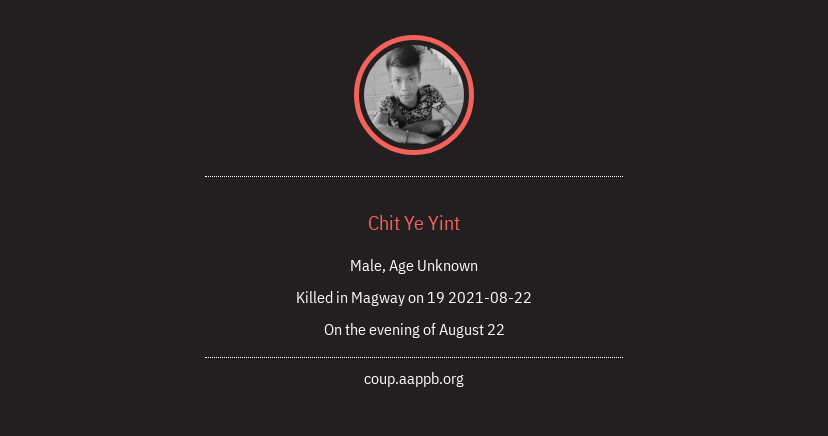 Chit Ye Yint
Male, Age Unknown
Killed in Magway on 19 2021-08-22
On the evening of August 22
coup.aappb.org